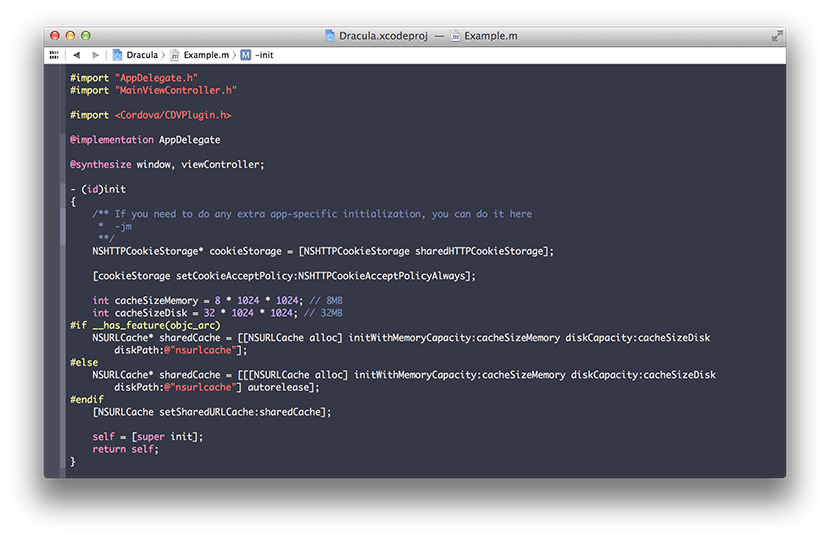 Dracula.xcodeproj — Example.m
Dracula 〉 Example.m 〉 M -init
#import "AppDelegate.h"
#import "MainViewController.h"
#import <Cordova/CDVPlugin.h>
@implementation AppDelegate
@synthesize window, viewController;
- (id)init
{
/** If you need to do any extra app-specific initialization, you can do it here
*  -jm
**/
NSHTTPCookieStorage* cookieStorage = [NSHTTPCookieStorage sharedHTTPCookieStorage];
[cookieStorage setCookieAcceptPolicy:NSHTTPCookieAcceptPolicyAlways];
int cacheSizeMemory = 8 * 1024 * 1024; // 8MB
int cacheSizeDisk = 32 * 1024 * 1024; // 32MB
#if __has_feature(objc_arc)
NSURLCache* sharedCache = [[NSURLCache alloc] initWithMemoryCapacity:cacheSizeMemory diskCapacity:cacheSizeDisk
diskPath:@"nsurlcache"];
#else
NSURLCache* sharedCache = [[[NSURLCache alloc] initWithMemoryCapacity:cacheSizeMemory diskCapacity:cacheSizeDisk
diskPath:@"nsurlcache"] autorelease];
#endif
[NSURLCache setSharedURLCache:sharedCache];
self = [super init];
return self;
}